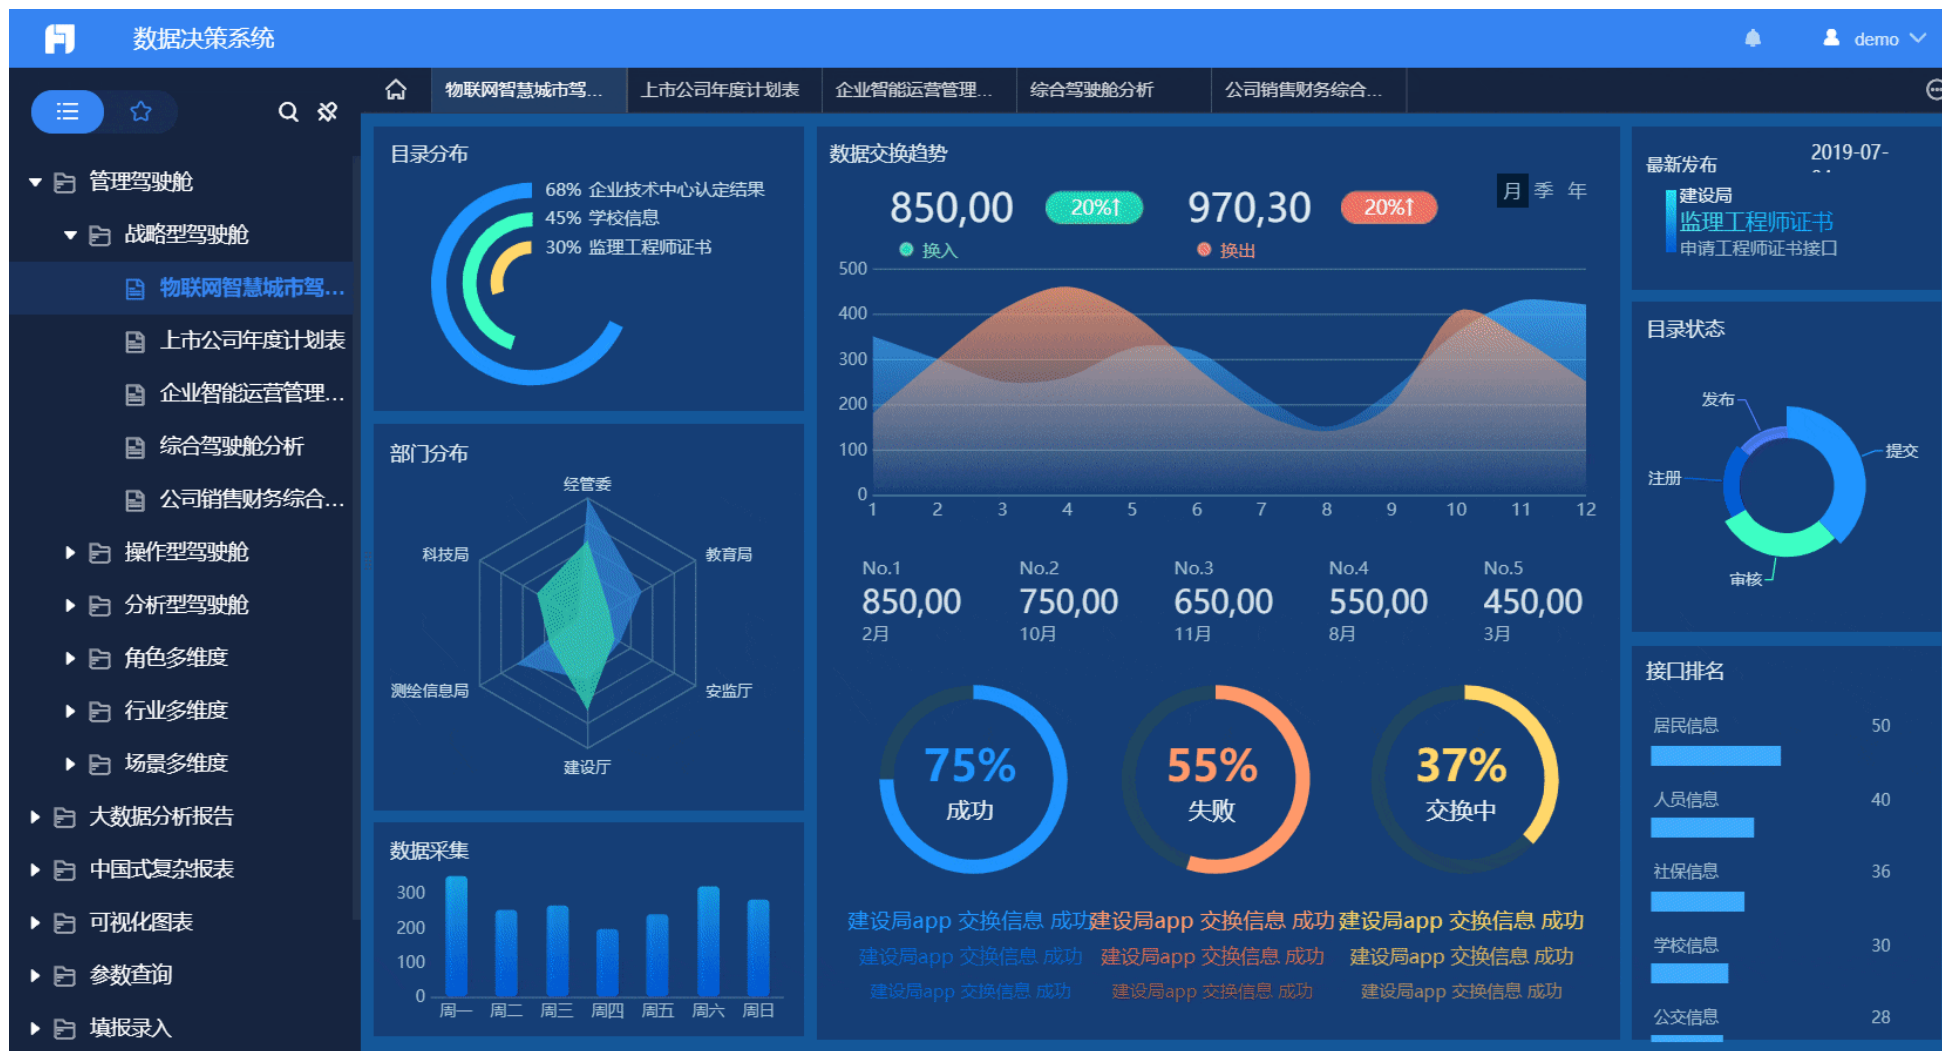 数据决策系统
demo
物联网智慧城市驾...
上市公司年度计划表
企业智能运营管理...
综合驾驶舱分析
公司销售财务综合...
管理驾驶舱
战略型驾驶舱
物联网智慧城市驾...
上市公司年度计划表
企业智能运营管理...
综合驾驶舱分析
公司销售财务综合...
操作型驾驶舱
分析型驾驶舱
角色多维度
行业多维度
场景多维度
大数据分析报告
中国式复杂报表
可视化图表
参数查询
填报录入
目录分布
68% 企业技术中心认定结果
45% 学校信息
30% 监理工程师证书
部门分布
经管委
科技局
教育局
测绘信息局
安监厅
建设厅
数据采集
300
200
100
0
周一 周二 周三 周四 周五 周六 周日
数据交换趋势
850,00 20%↑ 970,30 20%↑
月 季 年
换入 换出
500
400
300
200
100
0
1 2 3 4 5 6 7 8 9 10 11 12
No.1 No.2 No.3 No.4 No.5
850,00 750,00 650,00 550,00 450,00
2月 10月 11月 8月 3月
75% 55% 37%
成功 失败 交换中
建设局app 交换信息 成功 建设局app 交换信息 成功 建设局app 交换信息 成功
建设局app 交换信息 成功 建设局app 交换信息 成功 建设局app 交换信息 成功
建设局app 交换信息 成功 建设局app 交换信息 成功 建设局app 交换信息 成功
最新发布
2019-07-
建设局
监理工程师证书
申请工程师证书接口
目录状态
发布
提交
注册
审核
接口排名
居民信息 50
人员信息 40
社保信息 36
学校信息 30
公交信息 28